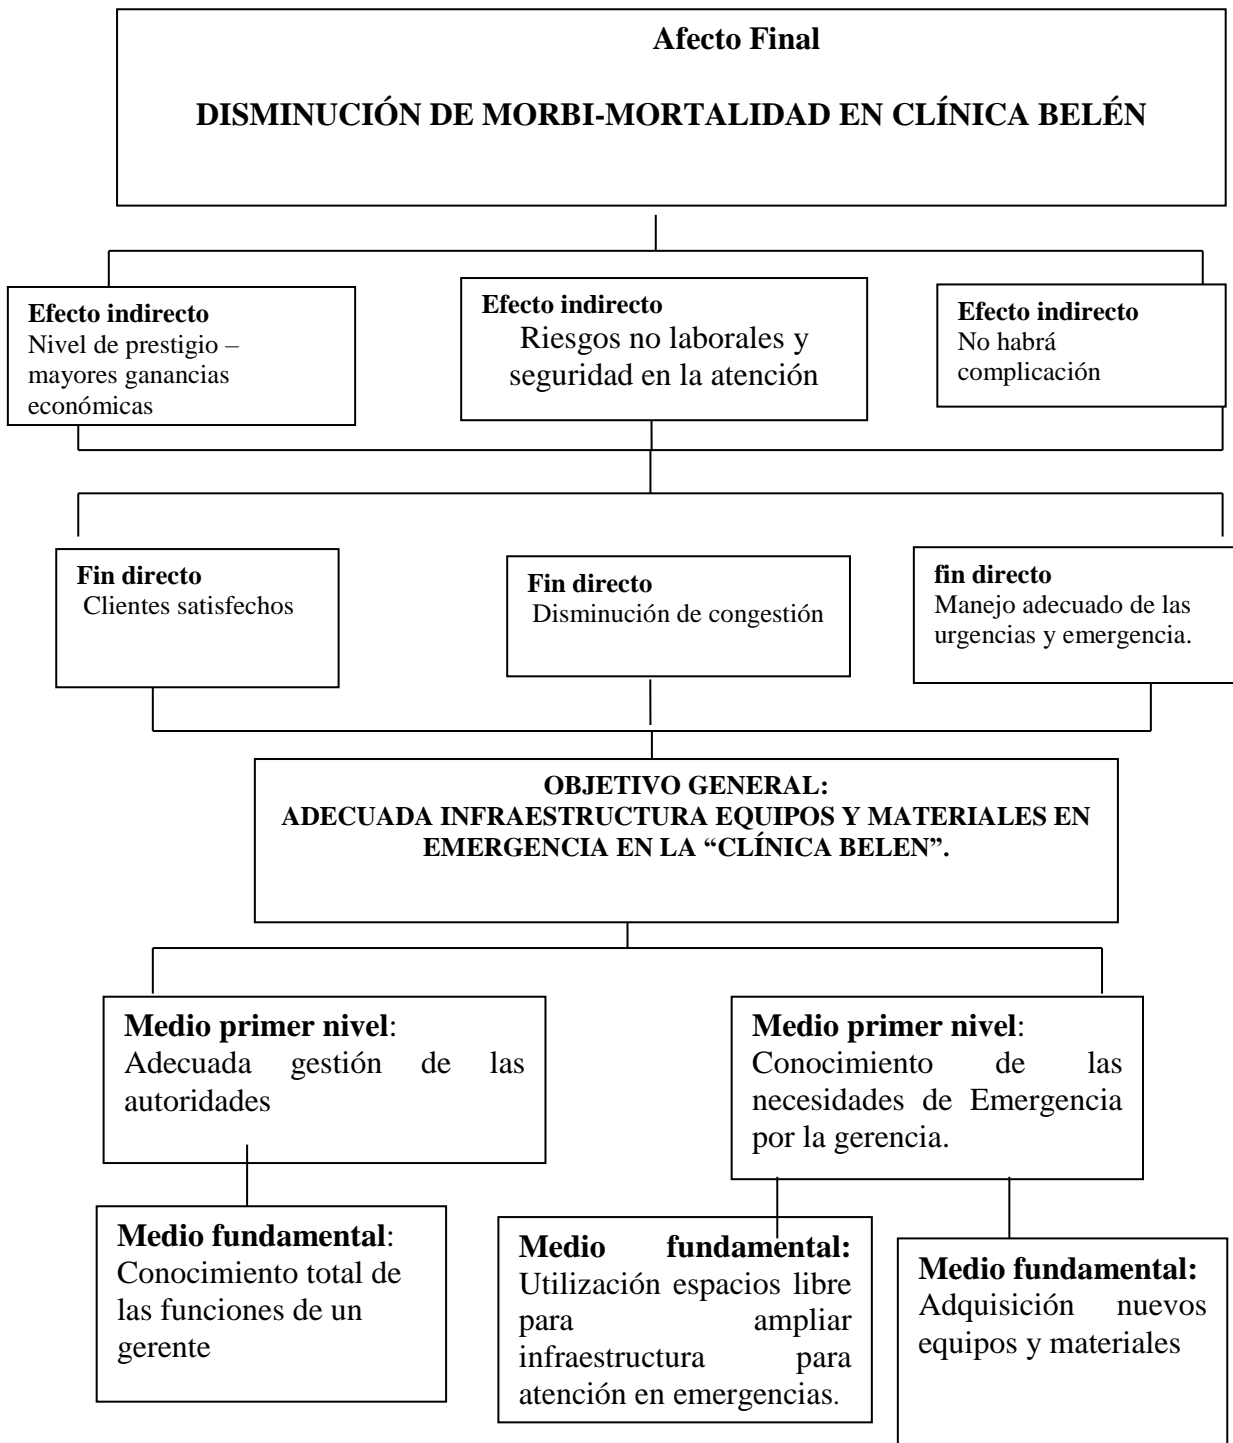 Afecto Final
DISMINUCIÓN DE MORBI-MORTALIDAD EN CLÍNICA BELÉN
Efecto indirecto
Nivel de prestigio –
mayores ganancias
económicas
Efecto indirecto
Riesgos no laborales y
seguridad en la atención
Efecto indirecto
No habrá
complicación
Fin directo
Clientes satisfechos
Fin directo
Disminución de congestión
fin directo
Manejo adecuado de las
urgencias y emergencia.
OBJETIVO GENERAL:
ADECUADA INFRAESTRUCTURA EQUIPOS Y MATERIALES EN
EMERGENCIA EN LA “CLÍNICA BELEN”.
Medio primer nivel:
Adecuada gestión de las
autoridades
Medio primer nivel:
Conocimiento de las
necesidades de Emergencia
por la gerencia.
Medio fundamental:
Conocimiento total de
las funciones de un
gerente
Medio fundamental:
Utilización espacios libre
para ampliar
infraestructura para
atención en emergencias.
Medio fundamental:
Adquisición nuevos
equipos y materiales